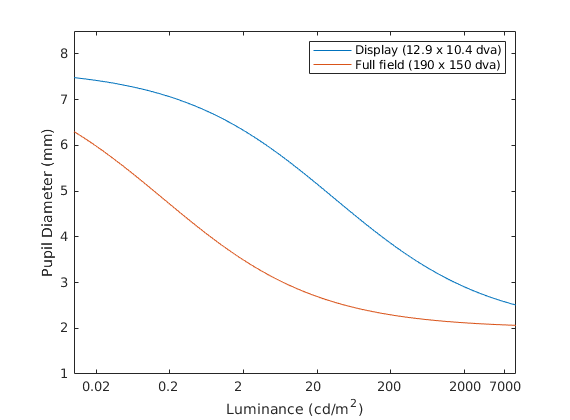 Display (12.9 x 10.4 dva)
Full field (190 x 150 dva)
8
7
6
5
4
3
2
1
Pupil Diameter (mm)
0.02 0.2 2 20 200 2000 7000
Luminance (cd/m²)